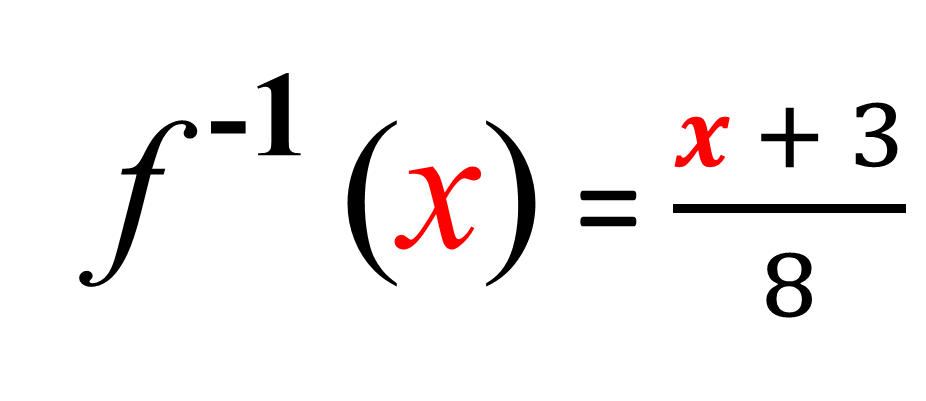 f⁻¹(x) = (x + 3)/8